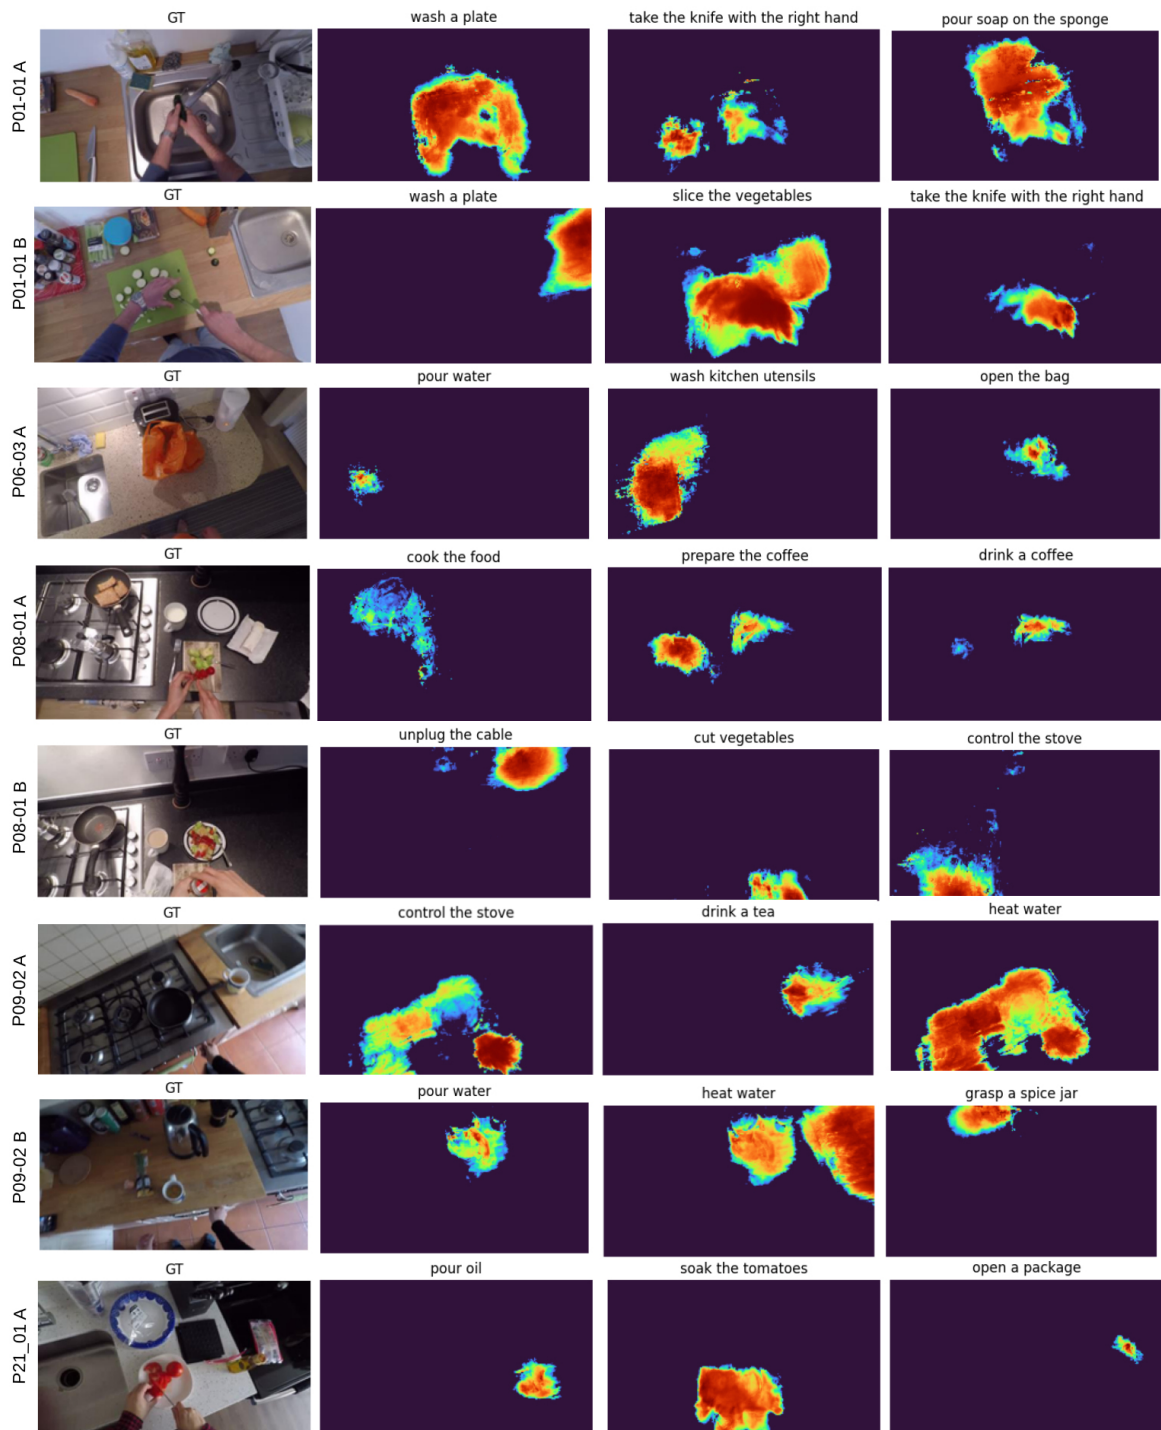 GT wash a plate take the knife with the right hand pour soap on the sponge
P01-01 A
GT wash a plate slice the vegetables take the knife with the right hand
P01-01 B
GT pour water wash kitchen utensils open the bag
P06-03 A
GT cook the food prepare the coffee drink a coffee
P08-01 A
GT unplug the cable cut vegetables control the stove
P08-01 B
GT control the stove drink a tea heat water
P09-02 A
GT pour water heat water grasp a spice jar
P09-02 B
GT pour oil soak the tomatoes open a package
P21_01 A